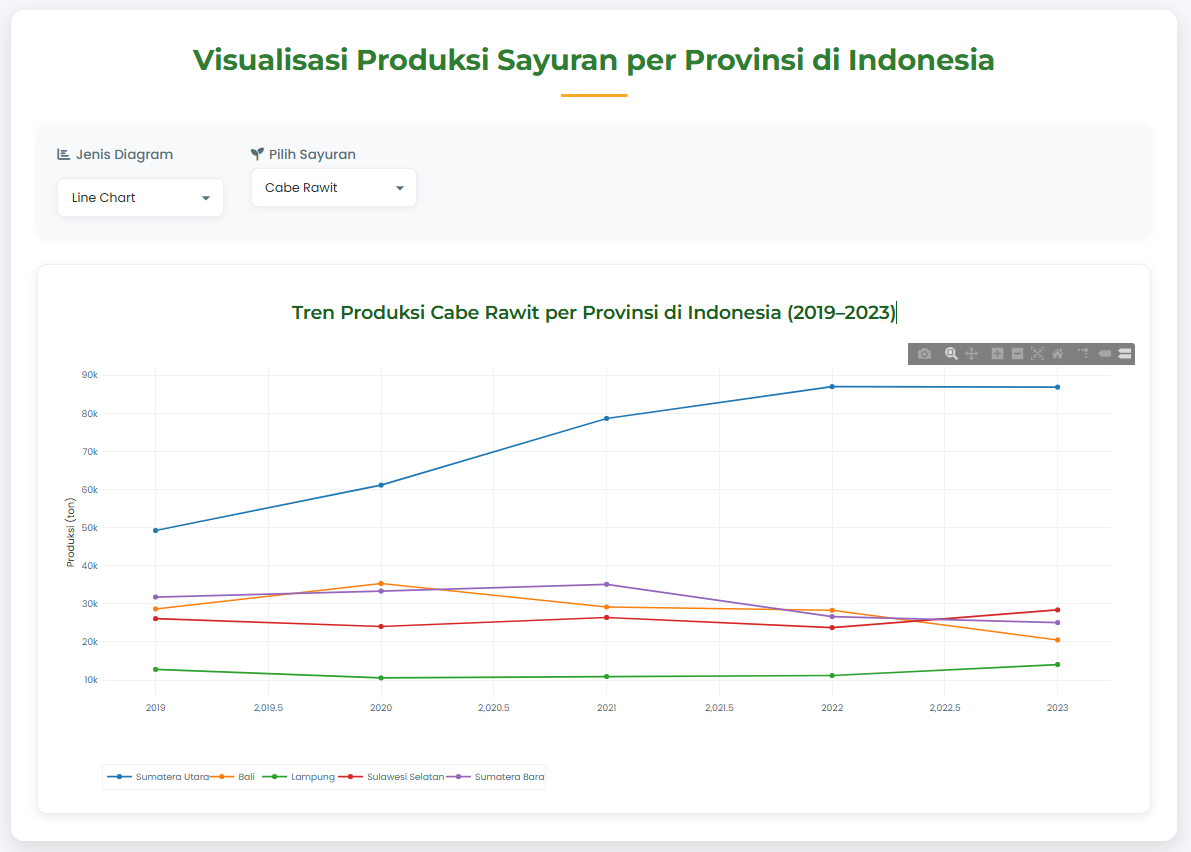 Visualisasi Produksi Sayuran per Provinsi di Indonesia
Jenis Diagram
Pilih Sayuran
Line Chart
Cabe Rawit
Tren Produksi Cabe Rawit per Provinsi di Indonesia (2019–2023)
90k
80k
70k
60k
50k
40k
30k
20k
10k
Produksi (ton)
2019 2,019.5 2020 2,020.5 2021 2,021.5 2022 2,022.5 2023
Sumatera Utara Bali Lampung Sulawesi Selatan Sumatera Bara